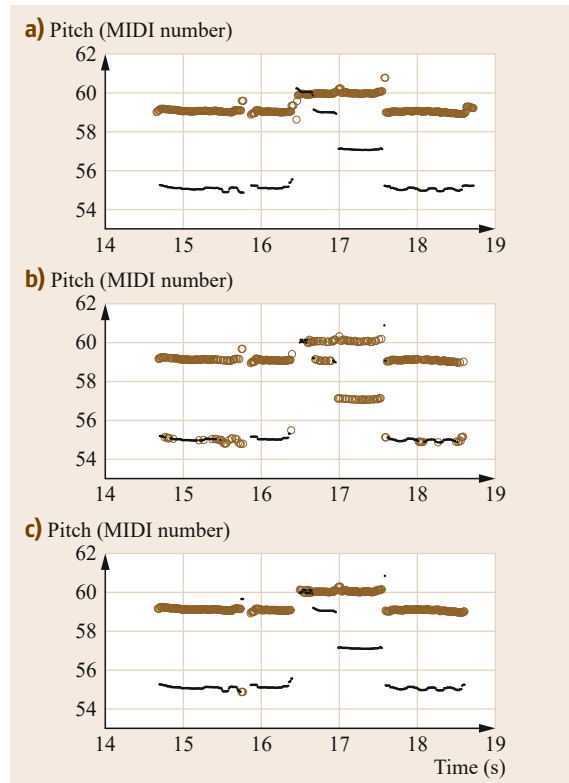 a) Pitch (MIDI number)
62
60
58
56
54
14 15 16 17 18 19
b) Pitch (MIDI number)
62
60
58
56
54
14 15 16 17 18 19
c) Pitch (MIDI number)
62
60
58
56
54
14 15 16 17 18 19
Time (s)